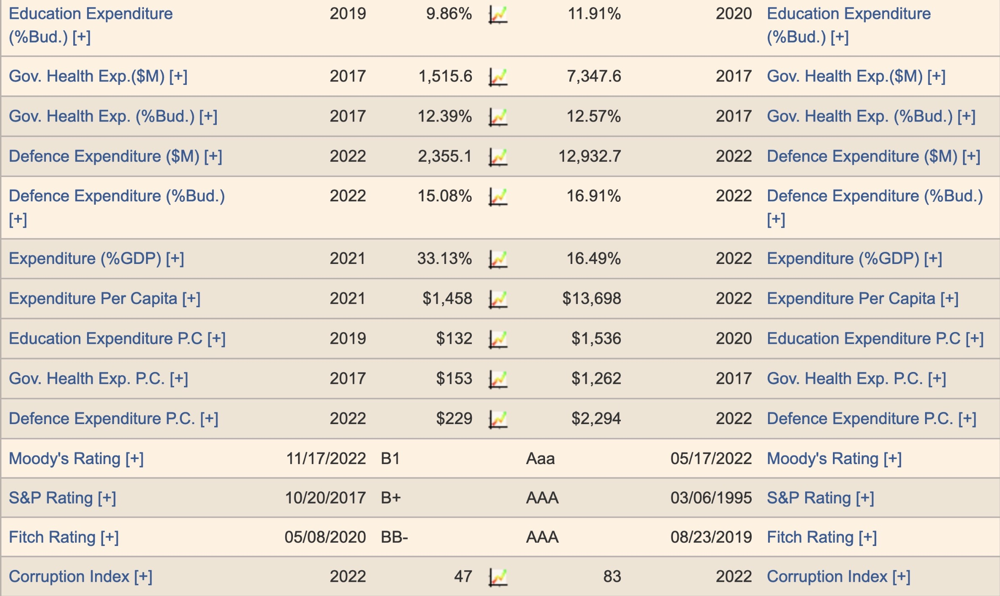 Education Expenditure 2019 9.86% 11.91% 2020 Education Expenditure
(%Bud.) [+] (%Bud.) [+]
Gov. Health Exp.($M) [+] 2017 1,515.6 7,347.6 2017 Gov. Health Exp.($M) [+]
Gov. Health Exp. (%Bud.) [+] 2017 12.39% 12.57% 2017 Gov. Health Exp. (%Bud.) [+]
Defence Expenditure ($M) [+] 2022 2,355.1 12,932.7 2022 Defence Expenditure ($M) [+]
Defence Expenditure (%Bud.) 2022 15.08% 16.91% 2022 Defence Expenditure (%Bud.)
[+] [+]
Expenditure (%GDP) [+] 2021 33.13% 16.49% 2022 Expenditure (%GDP) [+]
Expenditure Per Capita [+] 2021 $1,458 $13,698 2022 Expenditure Per Capita [+]
Education Expenditure P.C [+] 2019 $132 $1,536 2020 Education Expenditure P.C [+]
Gov. Health Exp. P.C. [+] 2017 $153 $1,262 2017 Gov. Health Exp. P.C. [+]
Defence Expenditure P.C. [+] 2022 $229 $2,294 2022 Defence Expenditure P.C. [+]
Moody's Rating [+] 11/17/2022 B1 Aaa 05/17/2022 Moody's Rating [+]
S&P Rating [+] 10/20/2017 B+ AAA 03/06/1995 S&P Rating [+]
Fitch Rating [+] 05/08/2020 BB- AAA 08/23/2019 Fitch Rating [+]
Corruption Index [+] 2022 47 83 2022 Corruption Index [+]